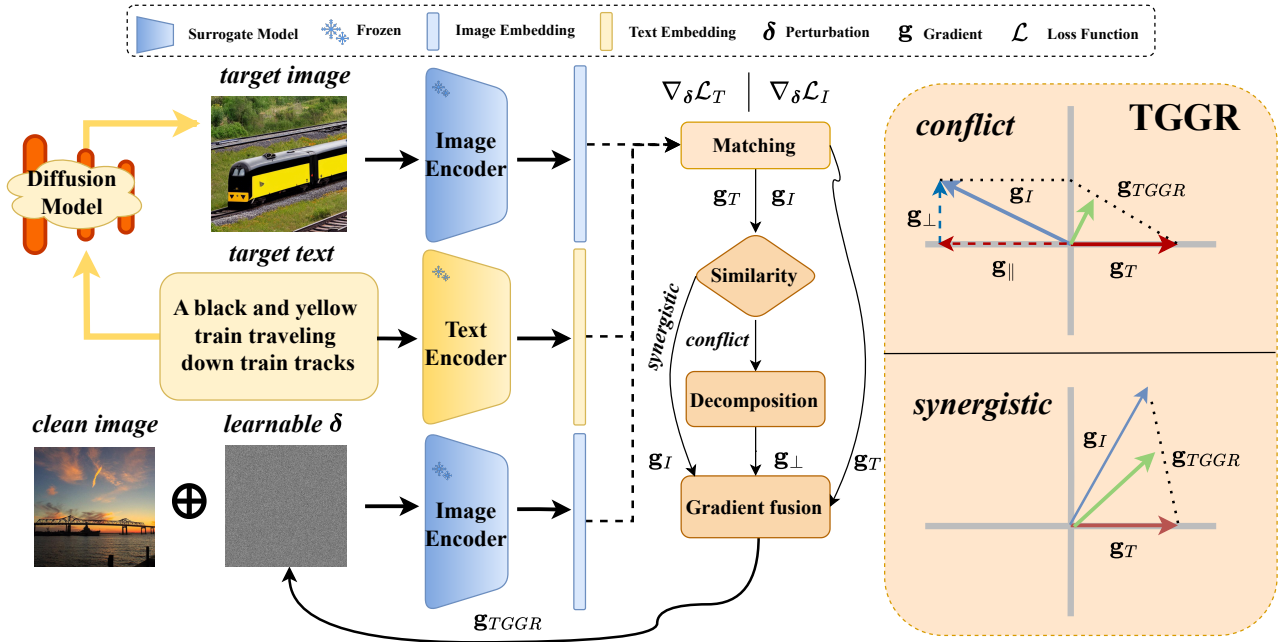 Surrogate Model
Frozen
Image Embedding
Text Embedding
δ Perturbation
g Gradient
ℒ Loss Function
target image
Diffusion
Model
Image
Encoder
target text
A black and yellow
train traveling
down train tracks
Text
Encoder
clean image
learnable δ
Image
Encoder
∇δℒT | ∇δℒI
Matching
gT
gI
Similarity
synergistic
conflict
Decomposition
gI
g⊥
gT
Gradient fusion
gTGGR
TGGR
conflict
gI
gTGGR
g⊥
g∥
gT
synergistic
gI
gTGGR
gT